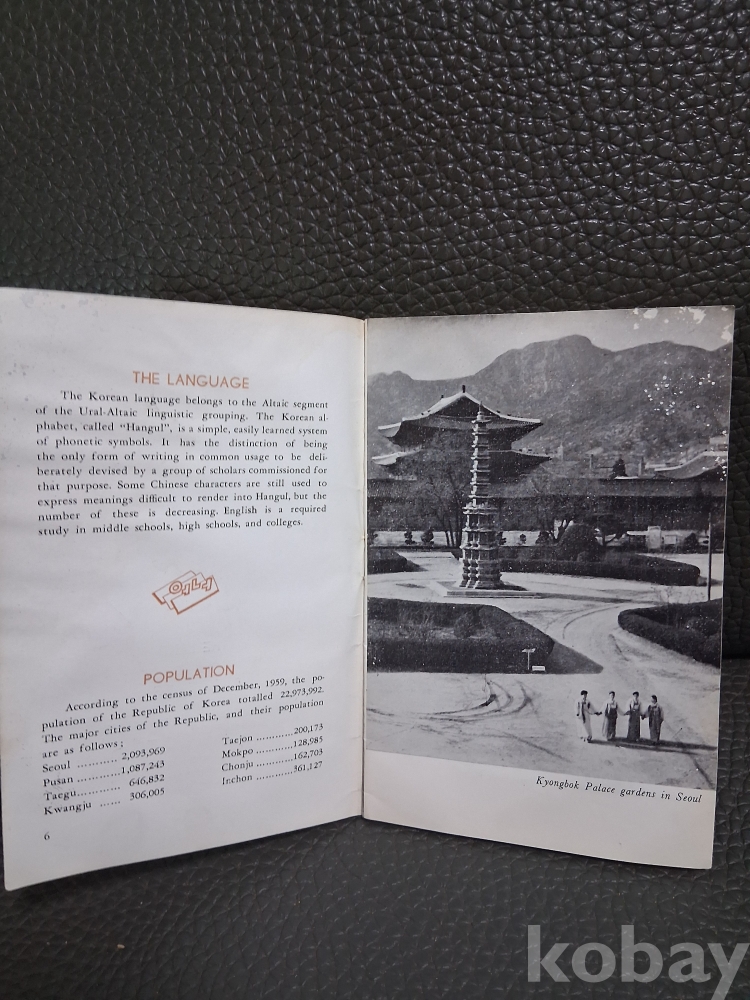 THE LANGUAGE
The Korean language belongs to the Altaic segment
of the Ural-Altaic linguistic grouping. The Korean al-
phabet, called "Hangul", is a simple, easily learned system
of phonetic symbols. It has the distinction of being
the only form of writing in common usage to be deli-
berately devised by a group of scholars commissioned for
that purpose. Some Chinese characters are still used to
express meanings difficult to render into Hangul, but the
number of these is decreasing. English is a required
study in middle schools, high schools, and colleges.
POPULATION
According to the census of December, 1959, the po-
pulation of the Republic of Korea totalled 22,973,992.
The major cities of the Republic, and their population
are as follows;
Seoul ............ 2,093,969
Pusan ............1,087,243
Taegu............ 646,832
Kwangju ...... 306,005
Taejon ............200,173
Mokpo ............128,985
Chonju ............162,703
Inchon ............361,127
6
Kyongbok Palace gardens in Seoul
kobay